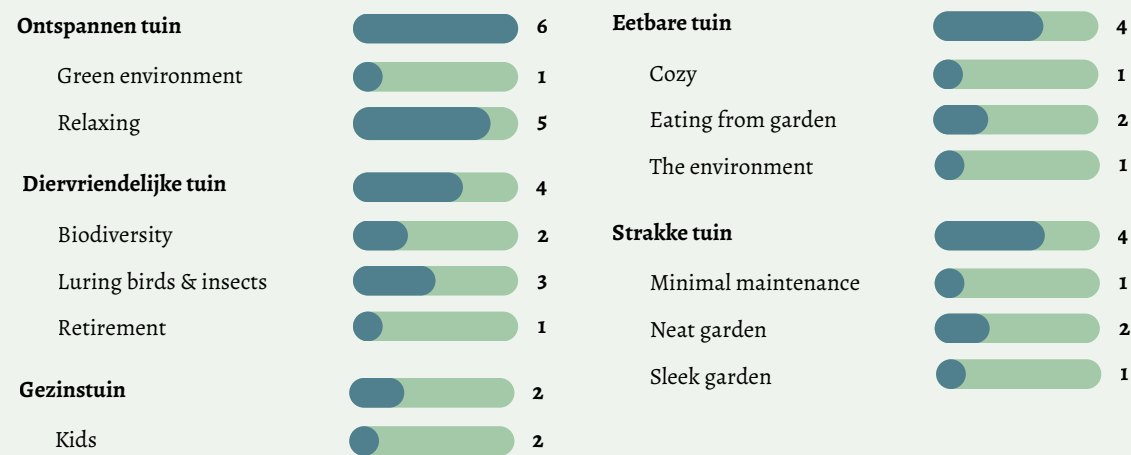 Ontspannen tuin 6
Green environment 1
Relaxing 5
Diervriendelijke tuin 4
Biodiversity 2
Luring birds & insects 3
Retirement 1
Gezinstuin 2
Kids 2
Eetbare tuin 4
Cozy 1
Eating from garden 2
The environment 1
Strakke tuin 4
Minimal maintenance 1
Neat garden 2
Sleek garden 1